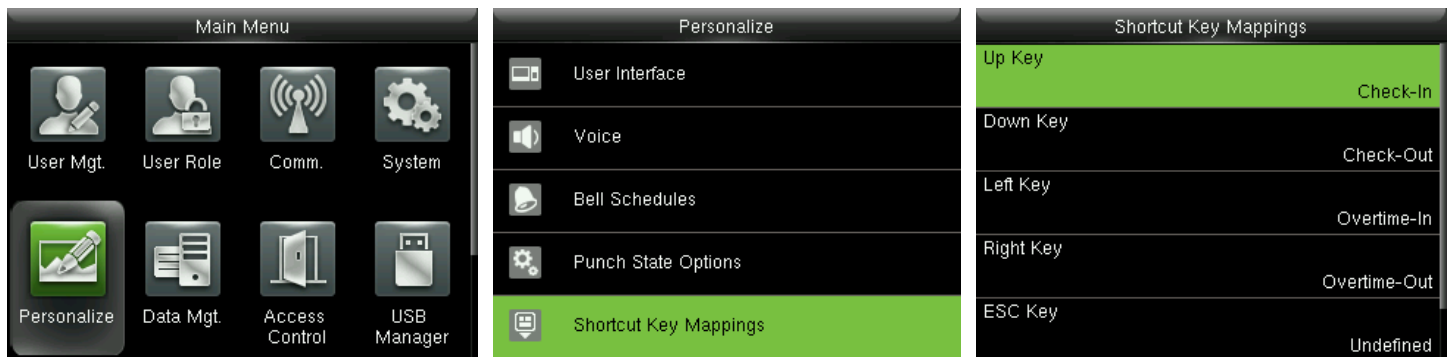 Main Menu
User Mgt.
User Role
Comm.
System
Personalize
Data Mgt.
Access
Control
USB
Manager
Personalize
User Interface
Voice
Bell Schedules
Punch State Options
Shortcut Key Mappings
Shortcut Key Mappings
Up Key
Check-In
Down Key
Check-Out
Left Key
Overtime-In
Right Key
Overtime-Out
ESC Key
Undefined